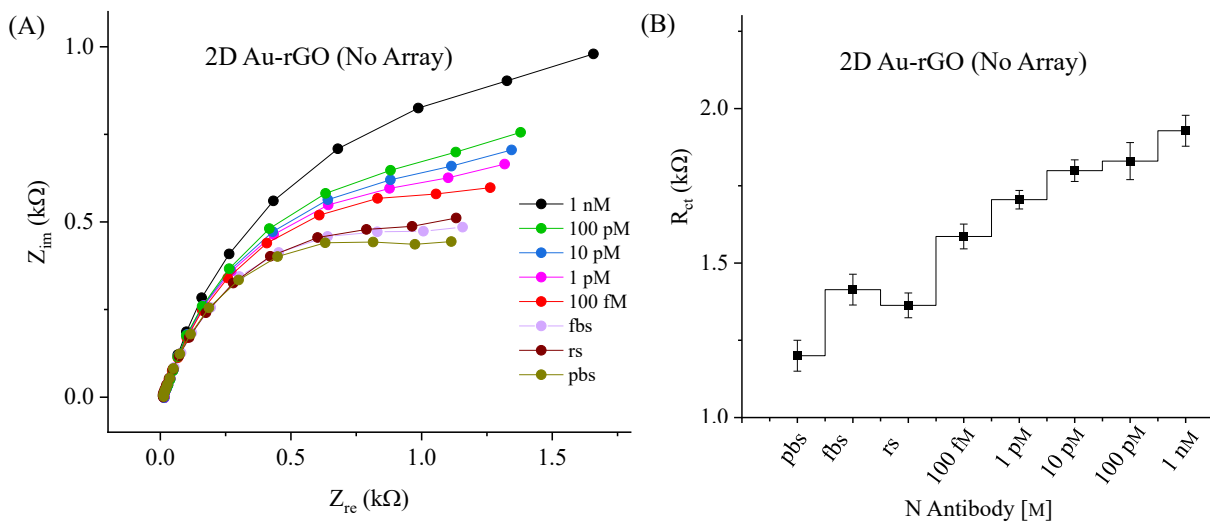 (A)
2D Au-rGO (No Array)
1.0
0.5
0.0
Z_im (kΩ)
0.0 0.5 1.0 1.5
Z_re (kΩ)
1 nM
100 pM
10 pM
1 pM
100 fM
fbs
rs
pbs
(B)
2D Au-rGO (No Array)
2.0
1.5
1.0
R_ct (kΩ)
pbs fbs rs 100 fM 1 pM 10 pM 100 pM 1 nM
N Antibody [M]